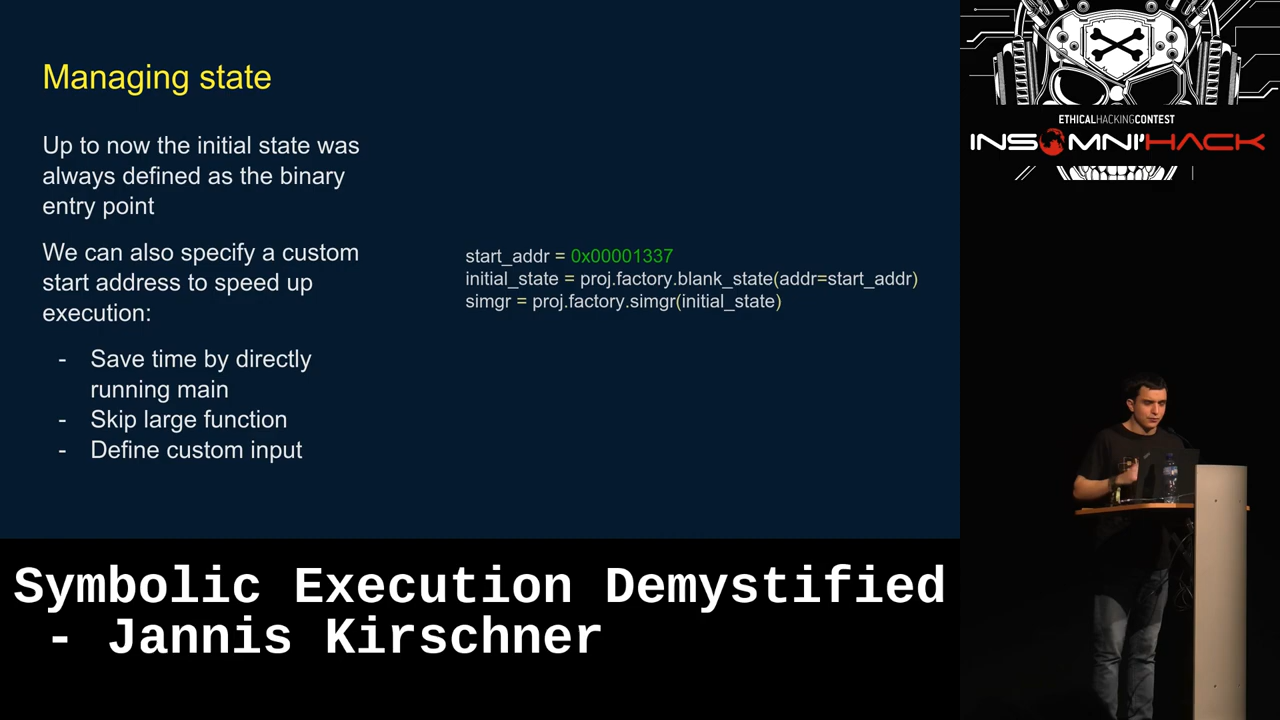 Managing state
Up to now the initial state was
always defined as the binary
entry point
We can also specify a custom
start address to speed up
execution:
- Save time by directly
running main
- Skip large function
- Define custom input
start_addr = 0x00001337
initial_state = proj.factory.blank_state(addr=start_addr)
simgr = proj.factory.simgr(initial_state)
ETHICALHACKINGCONTEST
INSOMNI'HACK
Symbolic Execution Demystified
- Jannis Kirschner